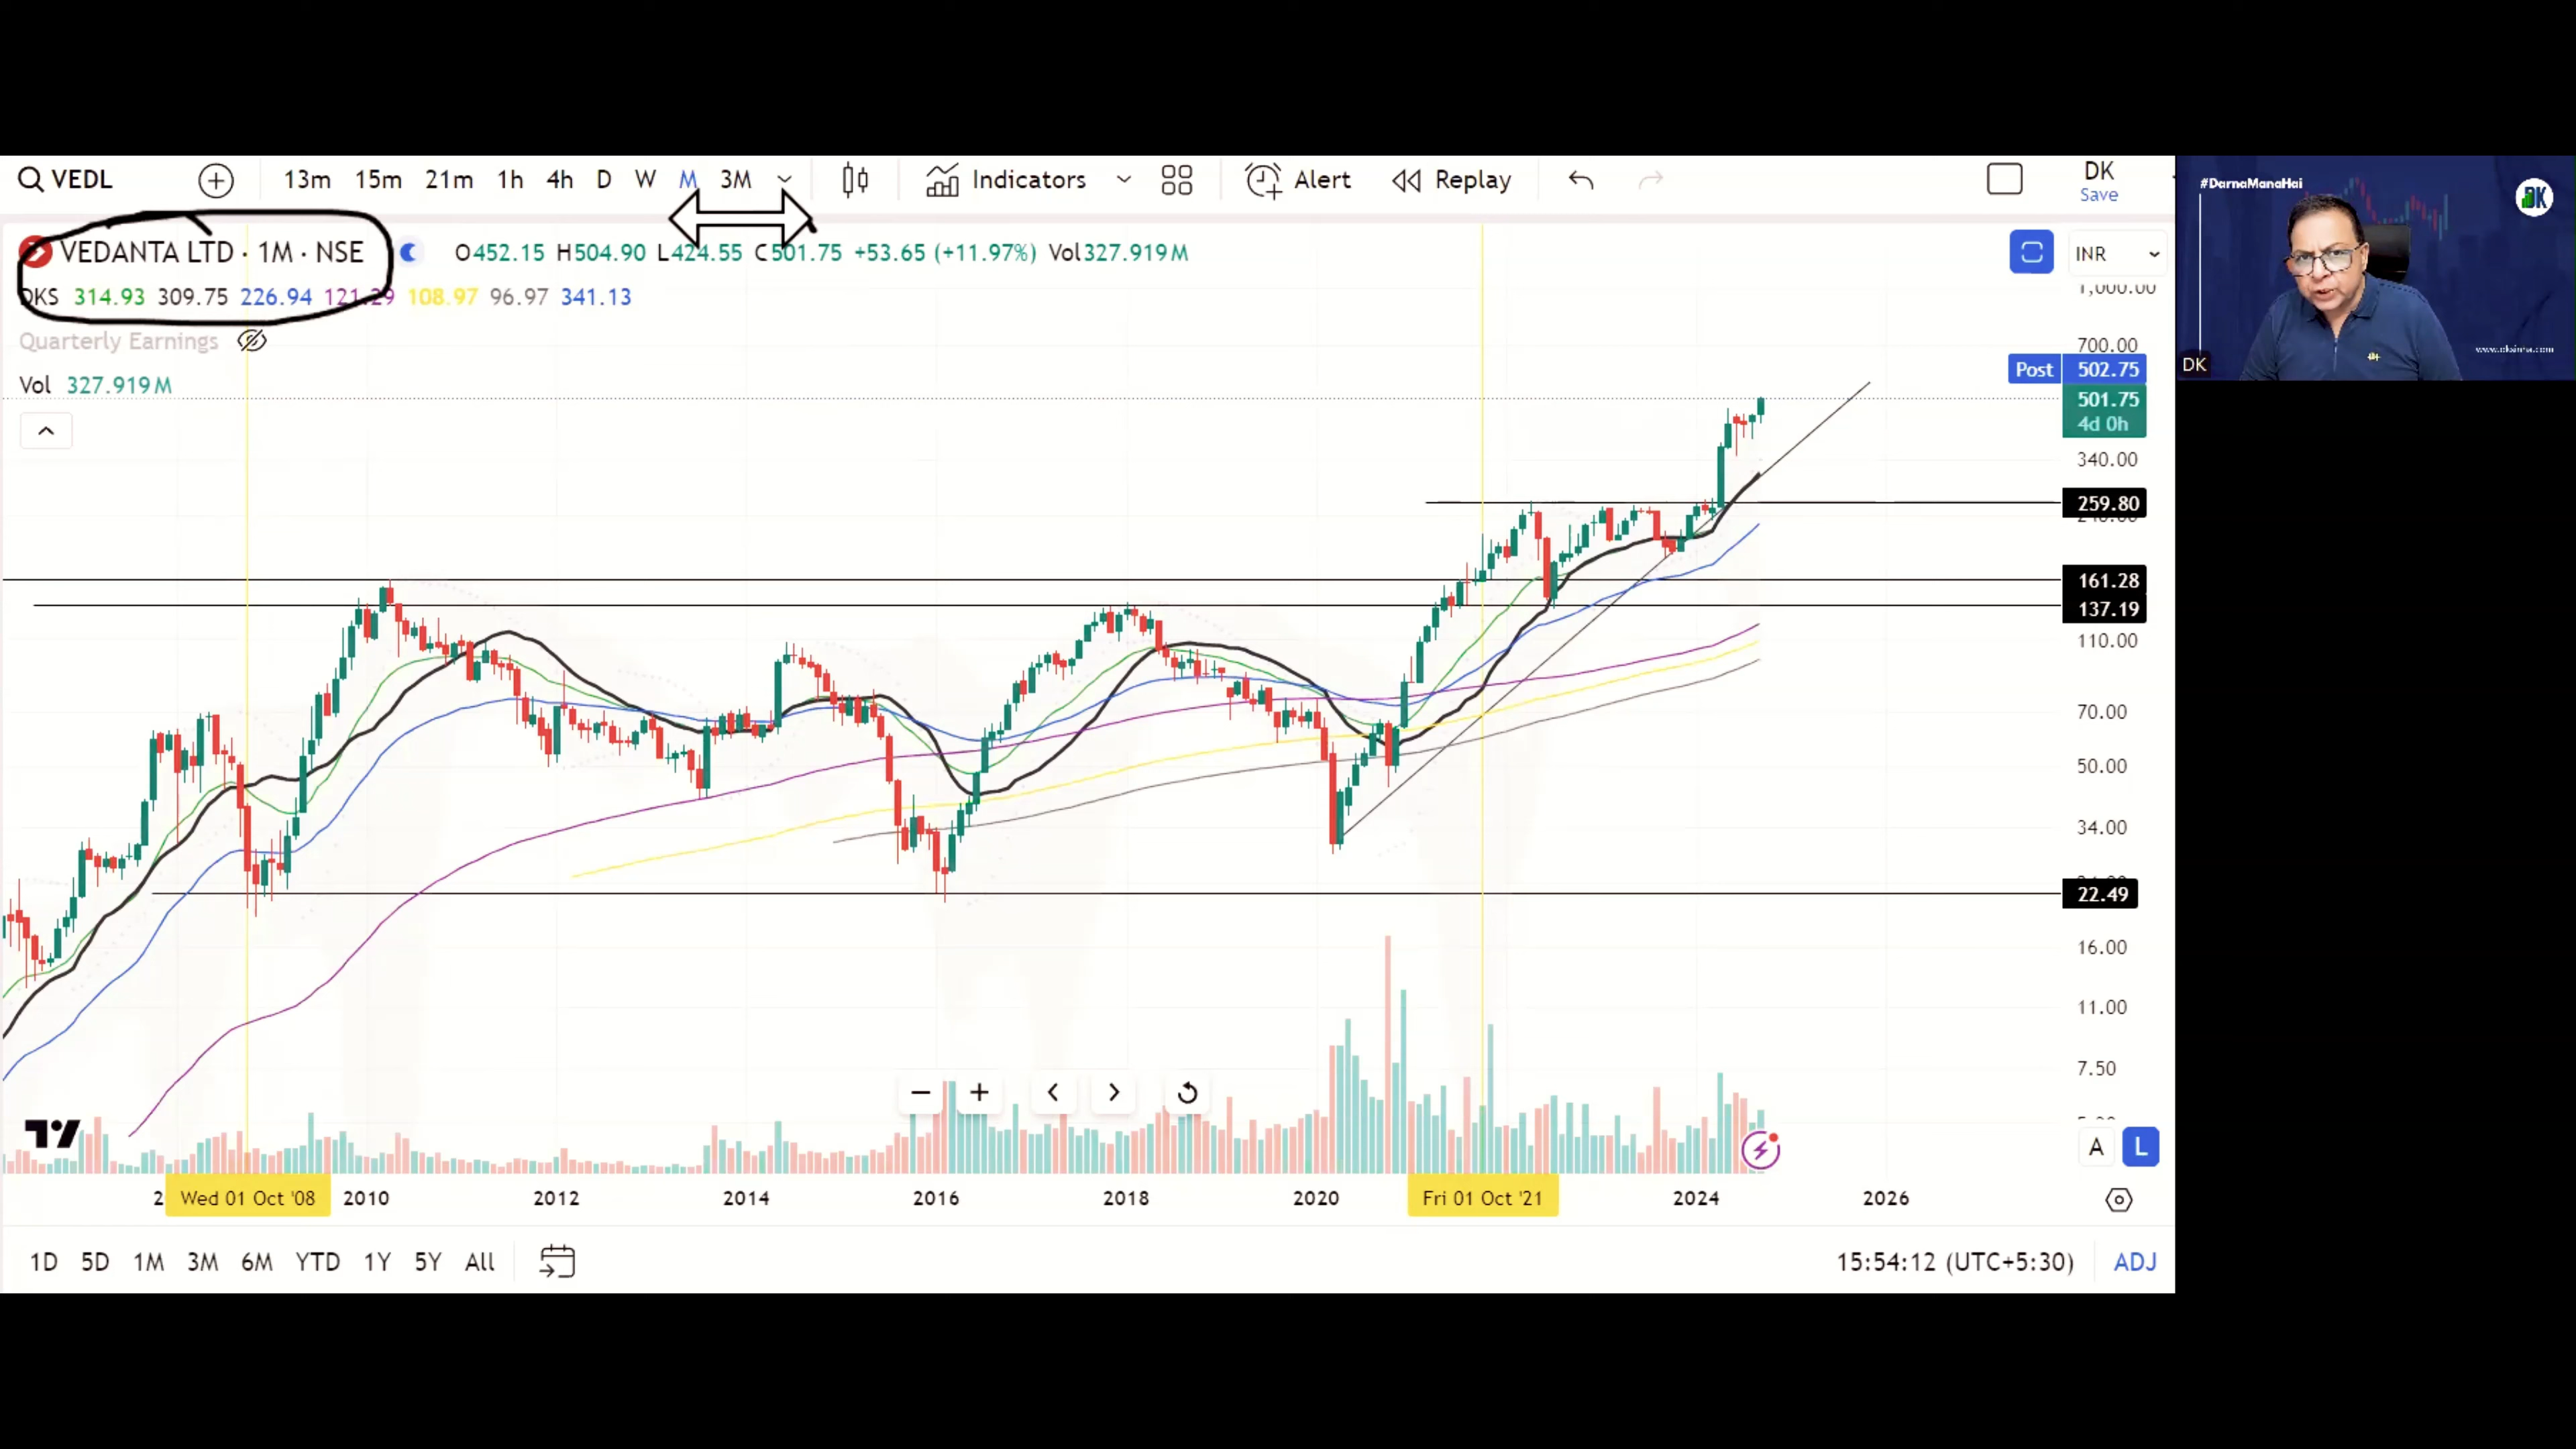 VEDL 13m 15m 21m 1h 4h D W M 3M Indicators Alert Replay DK
Save
#DarnaManaHai
DK
VEDANTA LTD · 1M · NSE O452.15 H504.90 L424.55 C501.75 +53.65 (+11.97%) Vol327.919M INR
DKS 314.93 309.75 226.94 121.29 108.97 96.97 341.13
1,000.00
Quarterly Earnings
700.00
Post 502.75
DK
Vol 327.919M
501.75
4d 0h
340.00
259.80
161.28
137.19
110.00
70.00
50.00
34.00
22.49
16.00
11.00
7.50
A L
Wed 01 Oct '08 2010 2012 2014 2016 2018 2020 Fri 01 Oct '21 2024 2026
1D 5D 1M 3M 6M YTD 1Y 5Y All 15:54:12 (UTC+5:30) ADJ